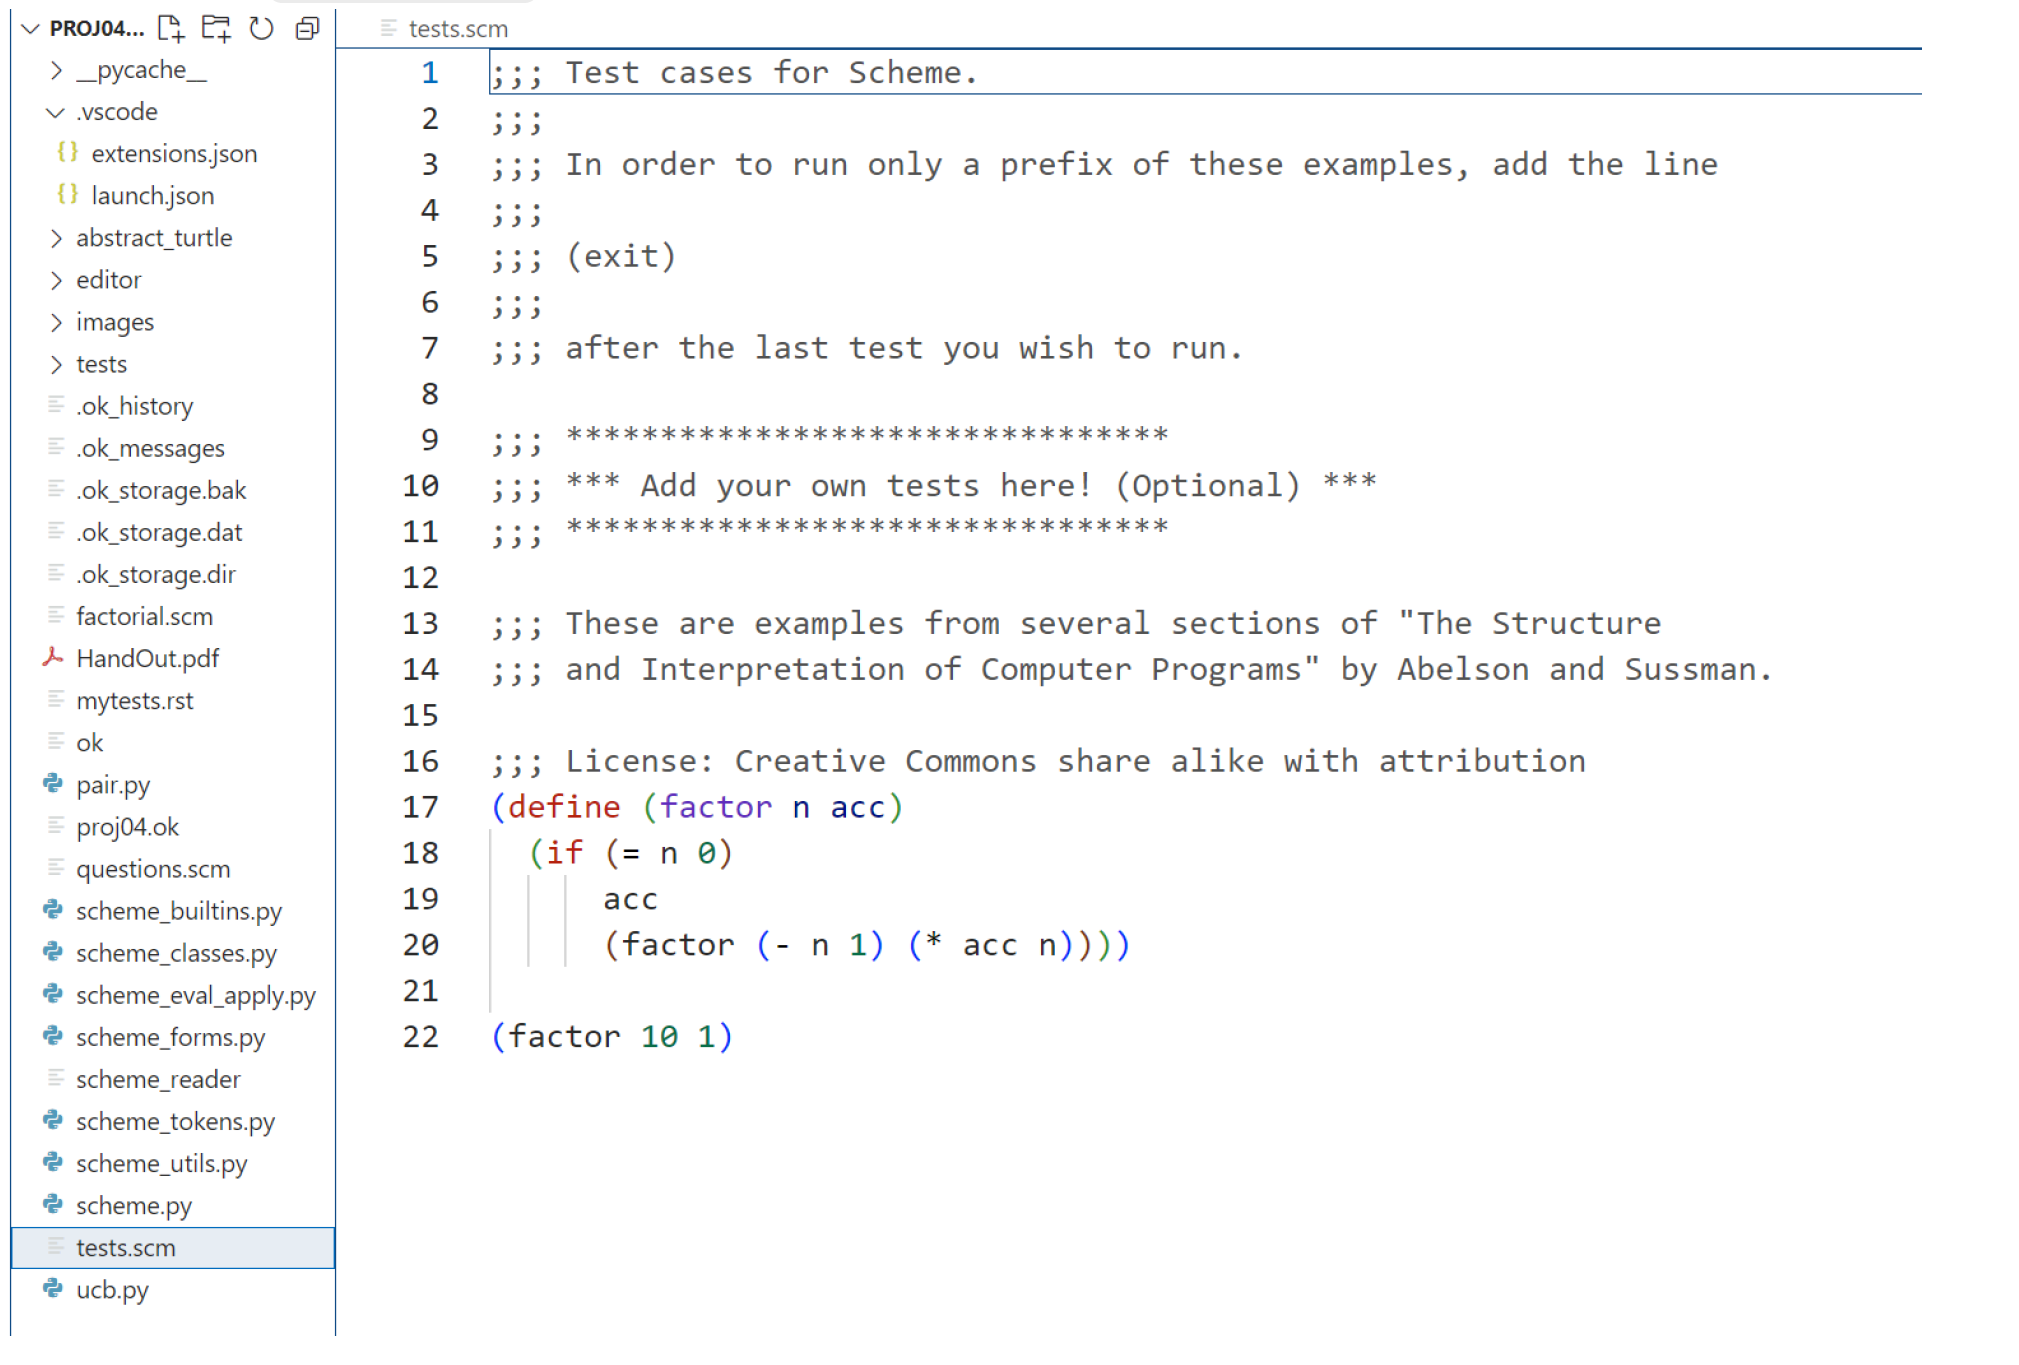 PROJ04...
__pycache__
.vscode
{} extensions.json
{} launch.json
abstract_turtle
editor
images
tests
.ok_history
.ok_messages
.ok_storage.bak
.ok_storage.dat
.ok_storage.dir
factorial.scm
HandOut.pdf
mytests.rst
ok
pair.py
proj04.ok
questions.scm
scheme_builtins.py
scheme_classes.py
scheme_eval_apply.py
scheme_forms.py
scheme_reader
scheme_tokens.py
scheme_utils.py
scheme.py
tests.scm
ucb.py
tests.scm
1 ;;; Test cases for Scheme.
2 ;;;
3 ;;; In order to run only a prefix of these examples, add the line
4 ;;;
5 ;;; (exit)
6 ;;;
7 ;;; after the last test you wish to run.
8
9 ;;; ********************************
10 ;;; *** Add your own tests here! (Optional) ***
11 ;;; ********************************
12
13 ;;; These are examples from several sections of "The Structure
14 ;;; and Interpretation of Computer Programs" by Abelson and Sussman.
15
16 ;;; License: Creative Commons share alike with attribution
17 (define (factor n acc)
18   (if (= n 0)
19       acc
20       (factor (- n 1) (* acc n))))
21
22 (factor 10 1)